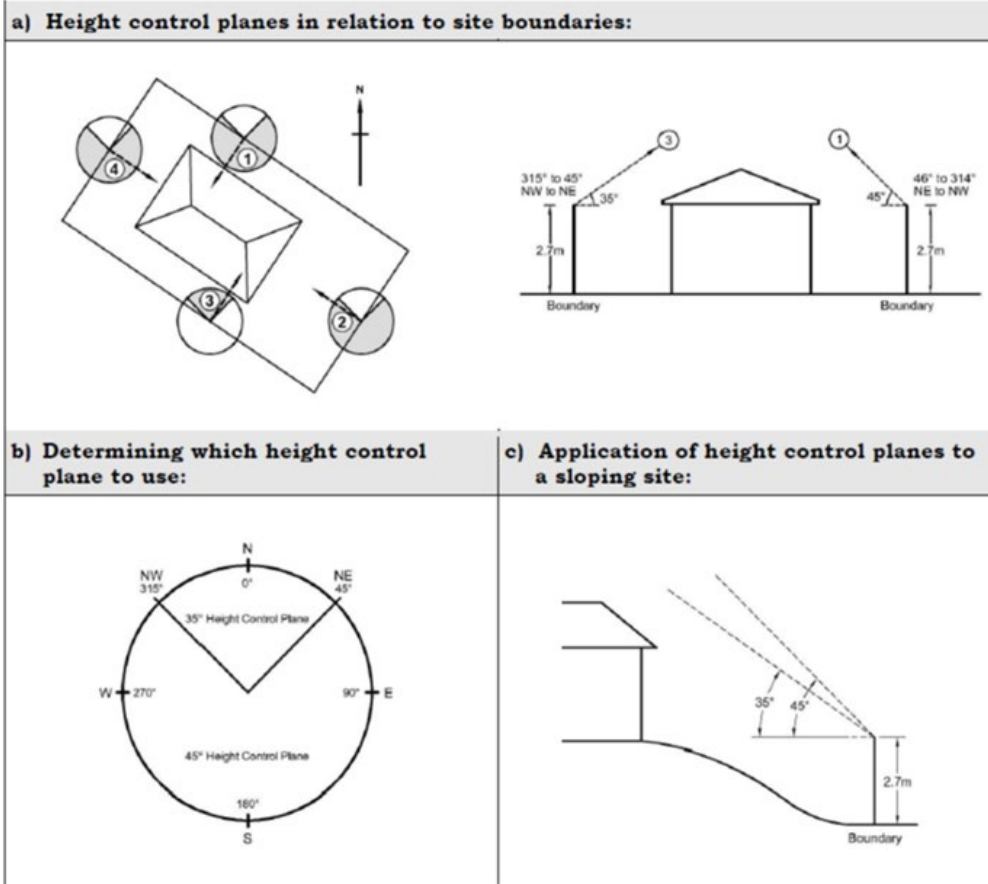 a) Height control planes in relation to site boundaries:
N
1
4
3
2
3
1
315° to 45°
NW to NE
35°
46° to 314°
NE to NW
45°
2.7m
2.7m
Boundary
Boundary
b) Determining which height control
plane to use:
c) Application of height control planes to
a sloping site:
N
NW
315°
0°
NE
45°
35° Height Control Plane
W
270°
90°
E
45° Height Control Plane
180°
S
35°
45°
2.7m
Boundary